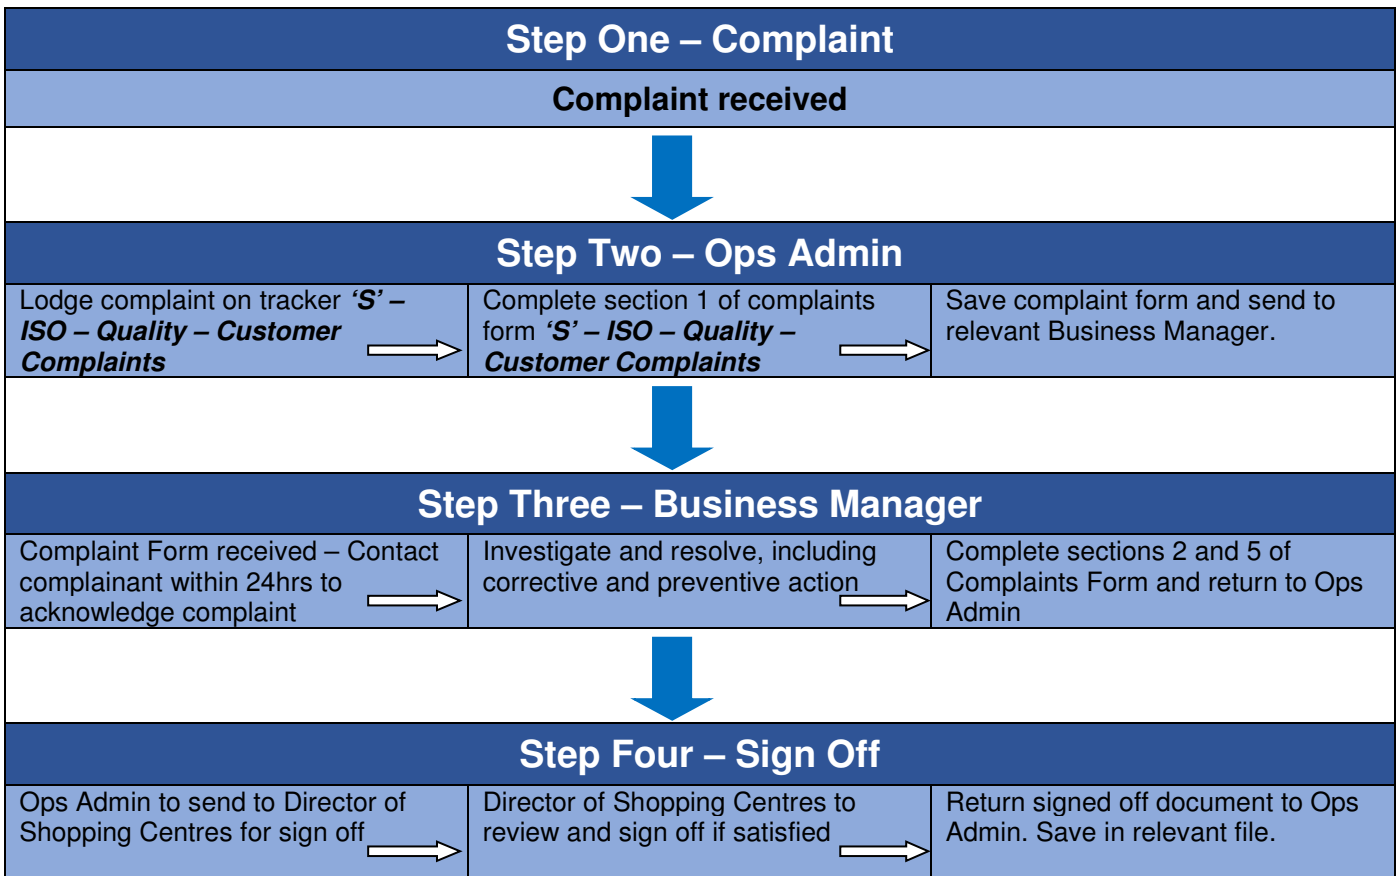 Step One – Complaint
Complaint received
Step Two – Ops Admin
Lodge complaint on tracker ‘S’ –
ISO – Quality – Customer
Complaints
Complete section 1 of complaints
form ‘S’ – ISO – Quality –
Customer Complaints
Save complaint form and send to
relevant Business Manager.
Step Three – Business Manager
Complaint Form received – Contact
complainant within 24hrs to
acknowledge complaint
Investigate and resolve, including
corrective and preventive action
Complete sections 2 and 5 of
Complaints Form and return to Ops
Admin
Step Four – Sign Off
Ops Admin to send to Director of
Shopping Centres for sign off
Director of Shopping Centres to
review and sign off if satisfied
Return signed off document to Ops
Admin. Save in relevant file.